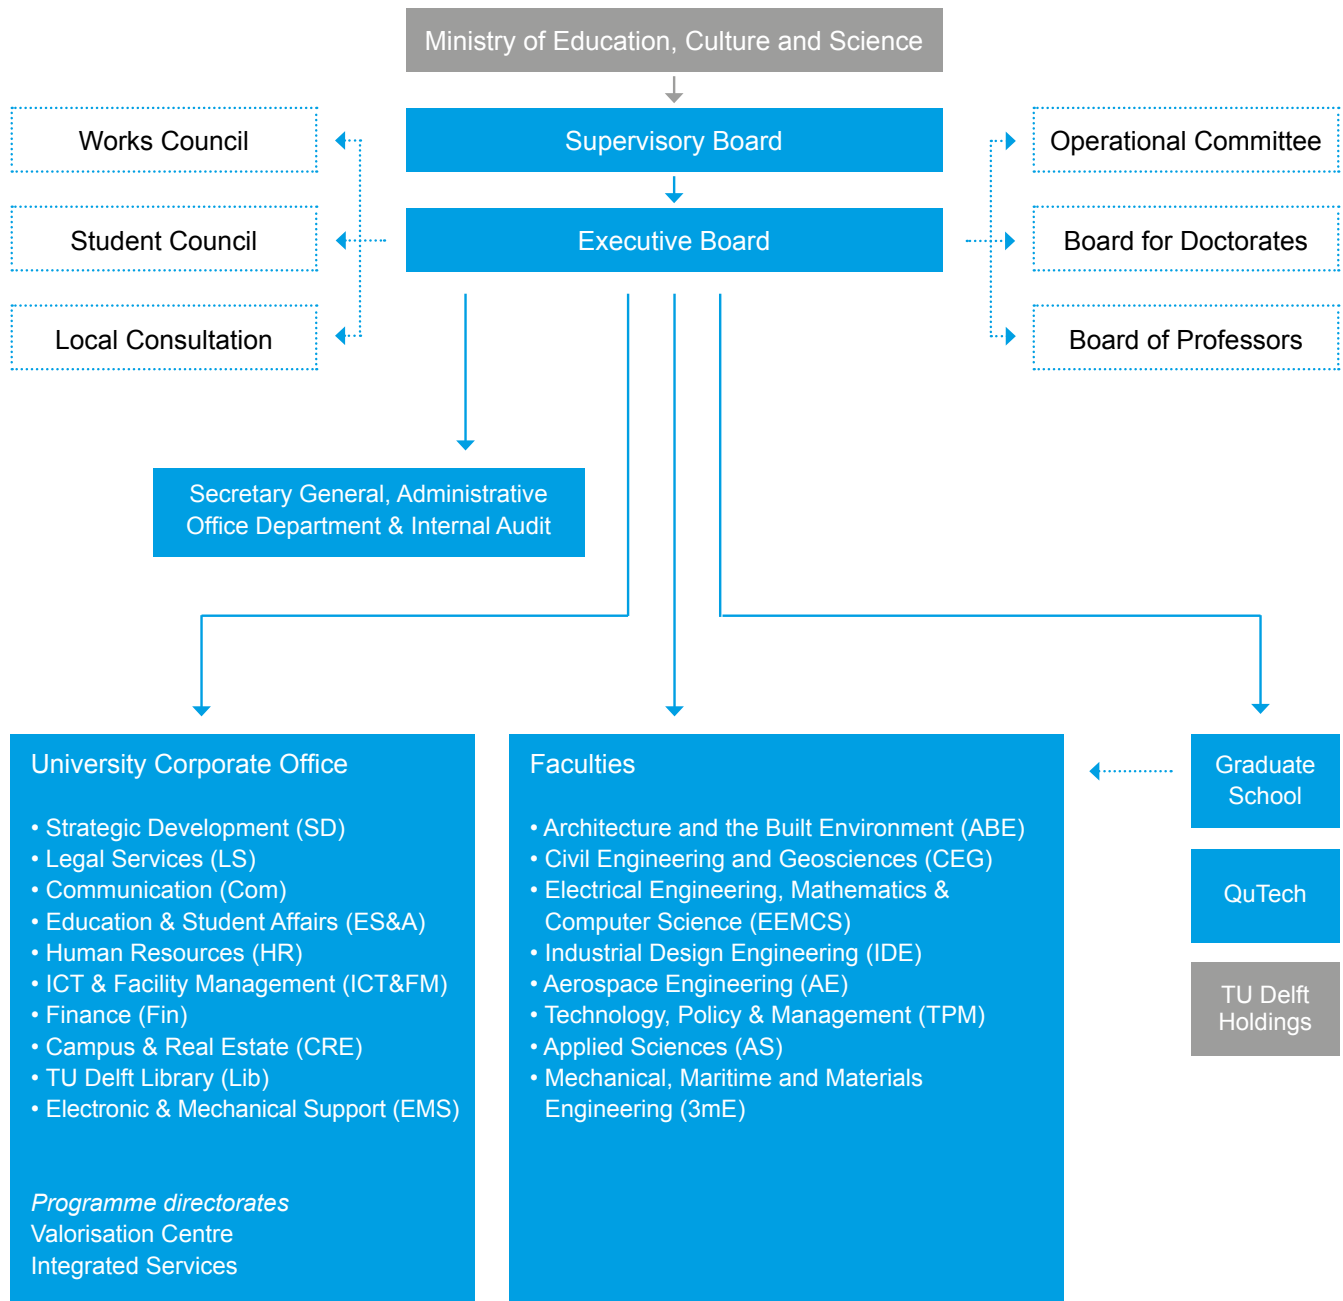 Ministry of Education, Culture and Science
Works Council
Supervisory Board
Operational Committee
Student Council
Executive Board
Board for Doctorates
Local Consultation
Board of Professors
Secretary General, Administrative
Office Department & Internal Audit
University Corporate Office
• Strategic Development (SD)
• Legal Services (LS)
• Communication (Com)
• Education & Student Affairs (ES&A)
• Human Resources (HR)
• ICT & Facility Management (ICT&FM)
• Finance (Fin)
• Campus & Real Estate (CRE)
• TU Delft Library (Lib)
• Electronic & Mechanical Support (EMS)
Programme directorates
Valorisation Centre
Integrated Services
Faculties
• Architecture and the Built Environment (ABE)
• Civil Engineering and Geosciences (CEG)
• Electrical Engineering, Mathematics &
Computer Science (EEMCS)
• Industrial Design Engineering (IDE)
• Aerospace Engineering (AE)
• Technology, Policy & Management (TPM)
• Applied Sciences (AS)
• Mechanical, Maritime and Materials
Engineering (3mE)
Graduate
School
QuTech
TU Delft
Holdings